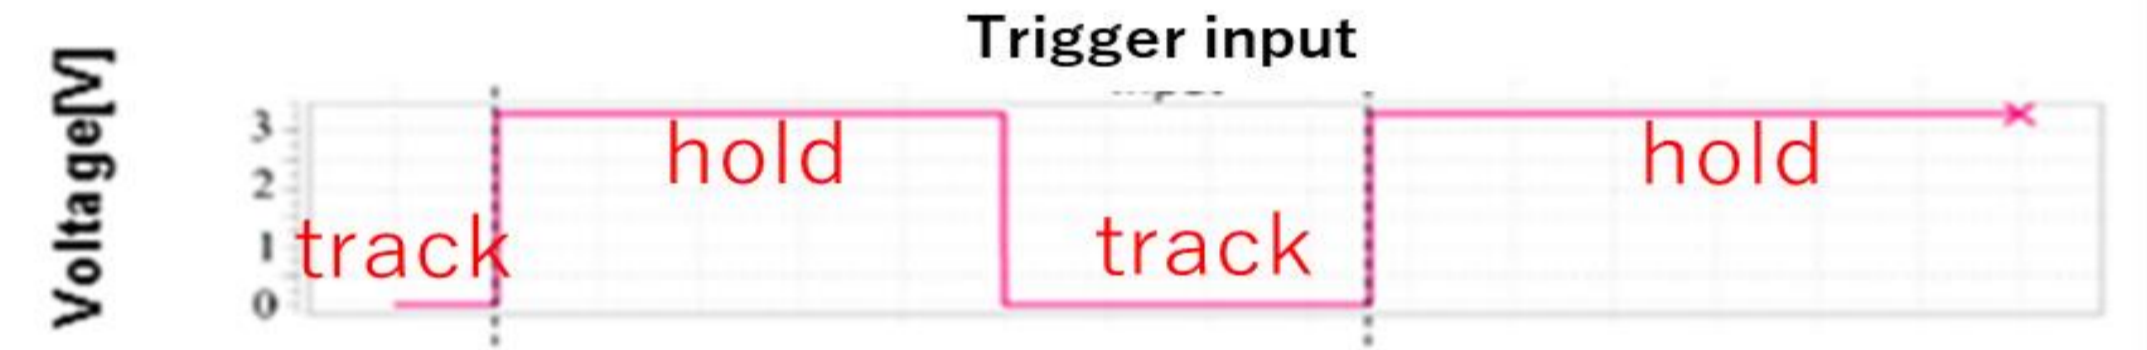 Trigger input
Voltage[V]
3
2
1
0
track
hold
track
hold